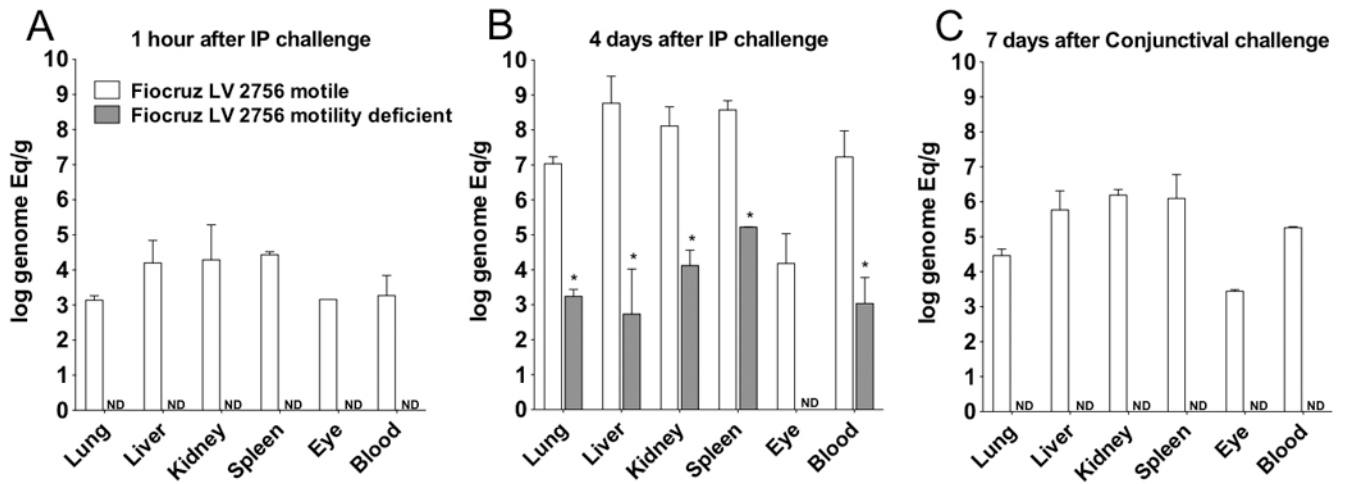 A
1 hour after IP challenge
log genome Eq/g
10
9
8
7
6
5
4
3
2
1
0
Fiocruz LV 2756 motile
Fiocruz LV 2756 motility deficient
ND ND ND ND ND ND
Lung Liver Kidney Spleen Eye Blood
B
4 days after IP challenge
log genome Eq/g
10
9
8
7
6
5
4
3
2
1
0
* * * * *
ND
Lung Liver Kidney Spleen Eye Blood
C
7 days after Conjunctival challenge
log genome Eq/g
10
9
8
7
6
5
4
3
2
1
0
ND ND ND ND ND ND
Lung Liver Kidney Spleen Eye Blood